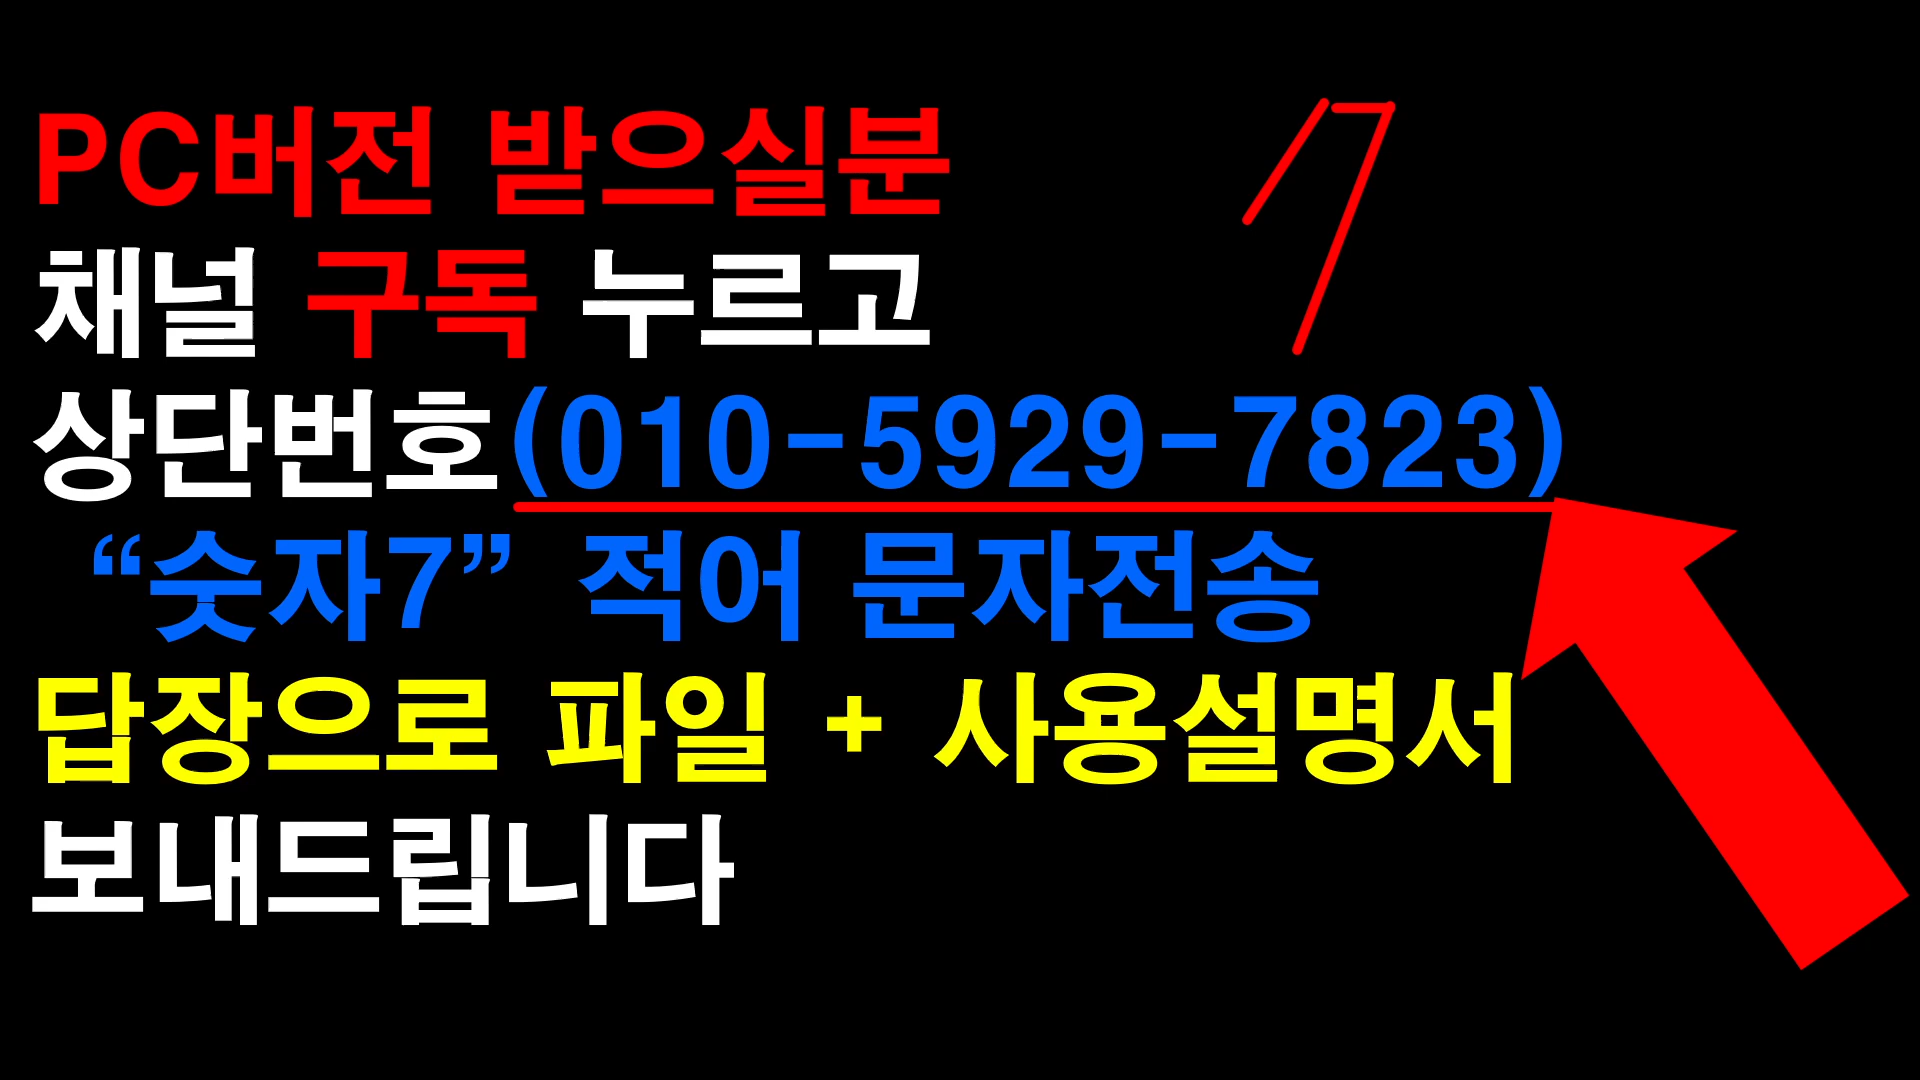 7
PC버전 받으실분
채널 구독 누르고
상단번호(010-5929-7823)
“숫자7” 적어 문자전송
답장으로 파일 + 사용설명서
보내드립니다